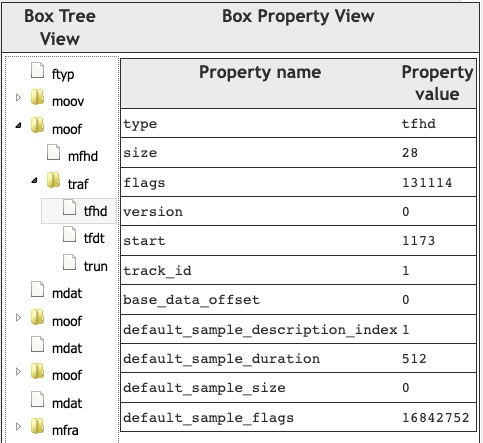 Box Tree View
Box Property View
ftyp
moov
moof
mfhd
traf
tfhd
tfdt
trun
mdat
moof
mdat
moof
mdat
mfra
Property name Property value
type tfhd
size 28
flags 131114
version 0
start 1173
track_id 1
base_data_offset 0
default_sample_description_index 1
default_sample_duration 512
default_sample_size 0
default_sample_flags 16842752